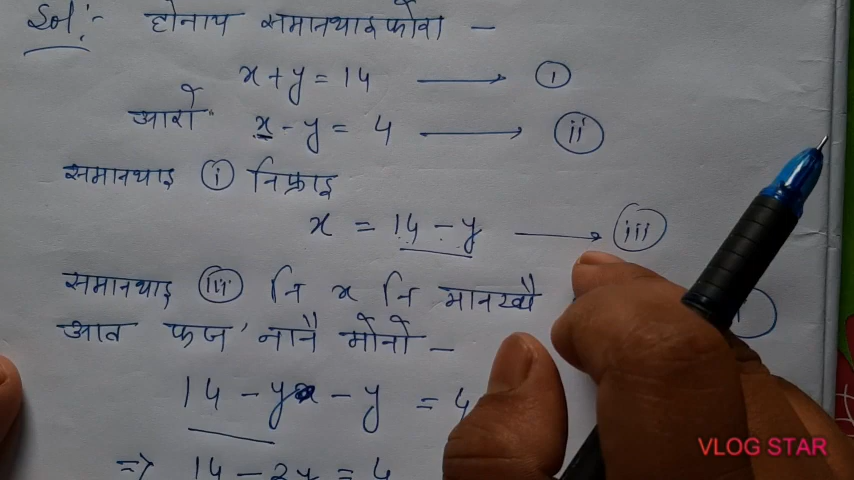 Sol:-  होनाय समानथाइफोरा —
x + y = 14 ⟶ (i)
आरो x - y = 4 ⟶ (ii)
समानथाइ (i) निफ्राइ
x = 14 - y ⟶ (iii)
समानथाइ (iii) नि x नि मानखौ
आव फज' नानै मोनो —
14 - y - y = 4
=> 14 - 2y = 4
VLOG STAR